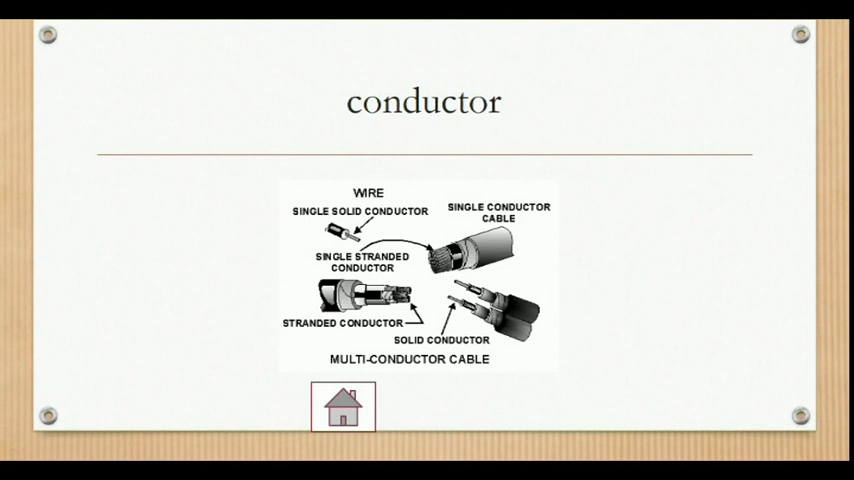 conductor
WIRE
SINGLE SOLID CONDUCTOR
SINGLE CONDUCTOR
CABLE
SINGLE STRANDED
CONDUCTOR
STRANDED CONDUCTOR
SOLID CONDUCTOR
MULTI-CONDUCTOR CABLE